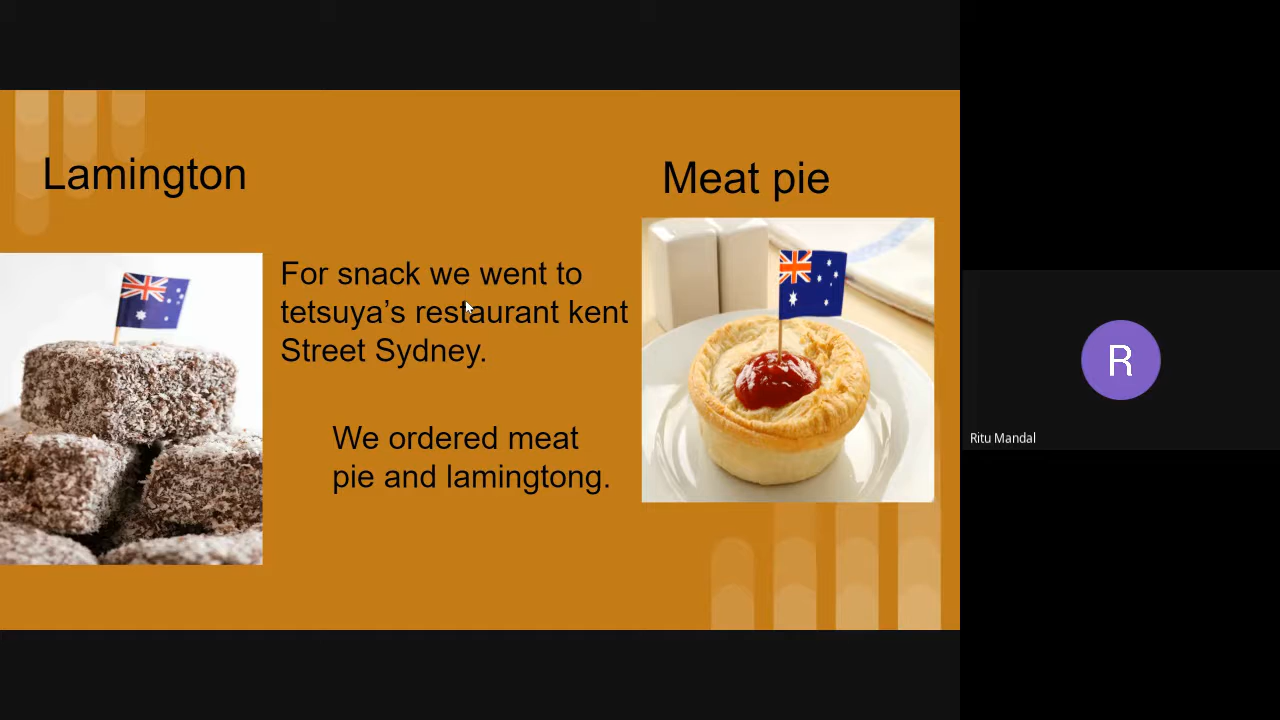 Lamington
Meat pie
For snack we went to
tetsuya’s restaurant kent
Street Sydney.
We ordered meat
pie and lamingtong.
R
Ritu Mandal